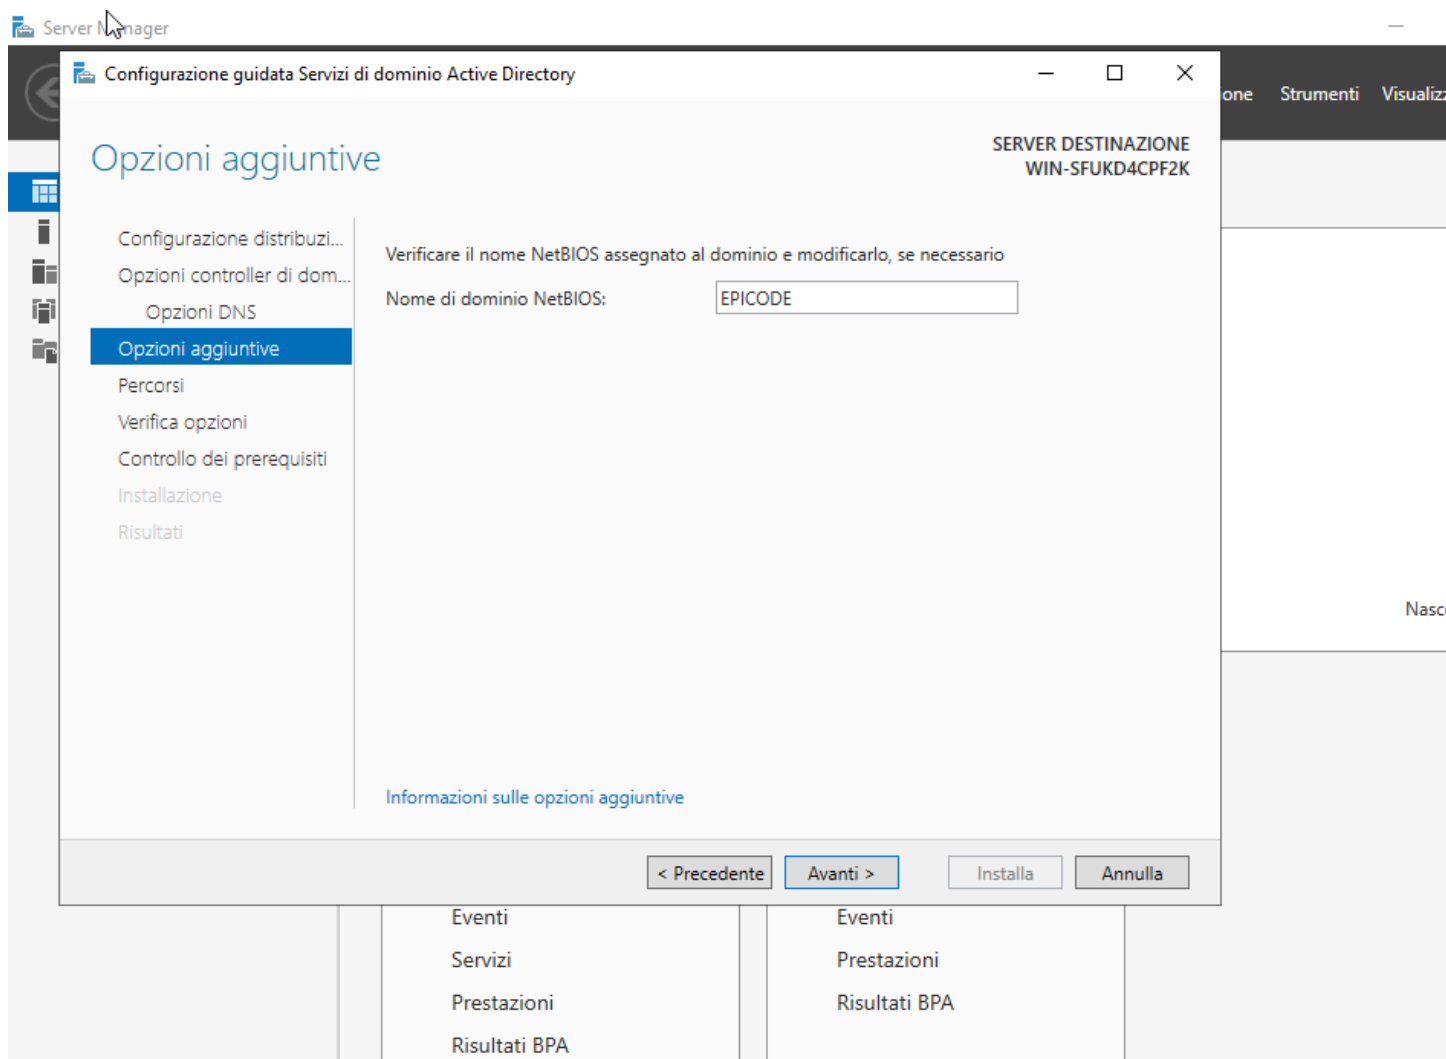 Server Manager
Configurazione guidata Servizi di dominio Active Directory
Strumenti
Opzioni aggiuntive
SERVER DESTINAZIONE
WIN-SFUKD4CPF2K
Configurazione distribuzi...
Opzioni controller di dom...
Opzioni DNS
Opzioni aggiuntive
Percorsi
Verifica opzioni
Controllo dei prerequisiti
Installazione
Risultati
Verificare il nome NetBIOS assegnato al dominio e modificarlo, se necessario
Nome di dominio NetBIOS: EPICODE
Informazioni sulle opzioni aggiuntive
< Precedente Avanti > Installa Annulla
Eventi
Servizi
Prestazioni
Risultati BPA
Eventi
Prestazioni
Risultati BPA